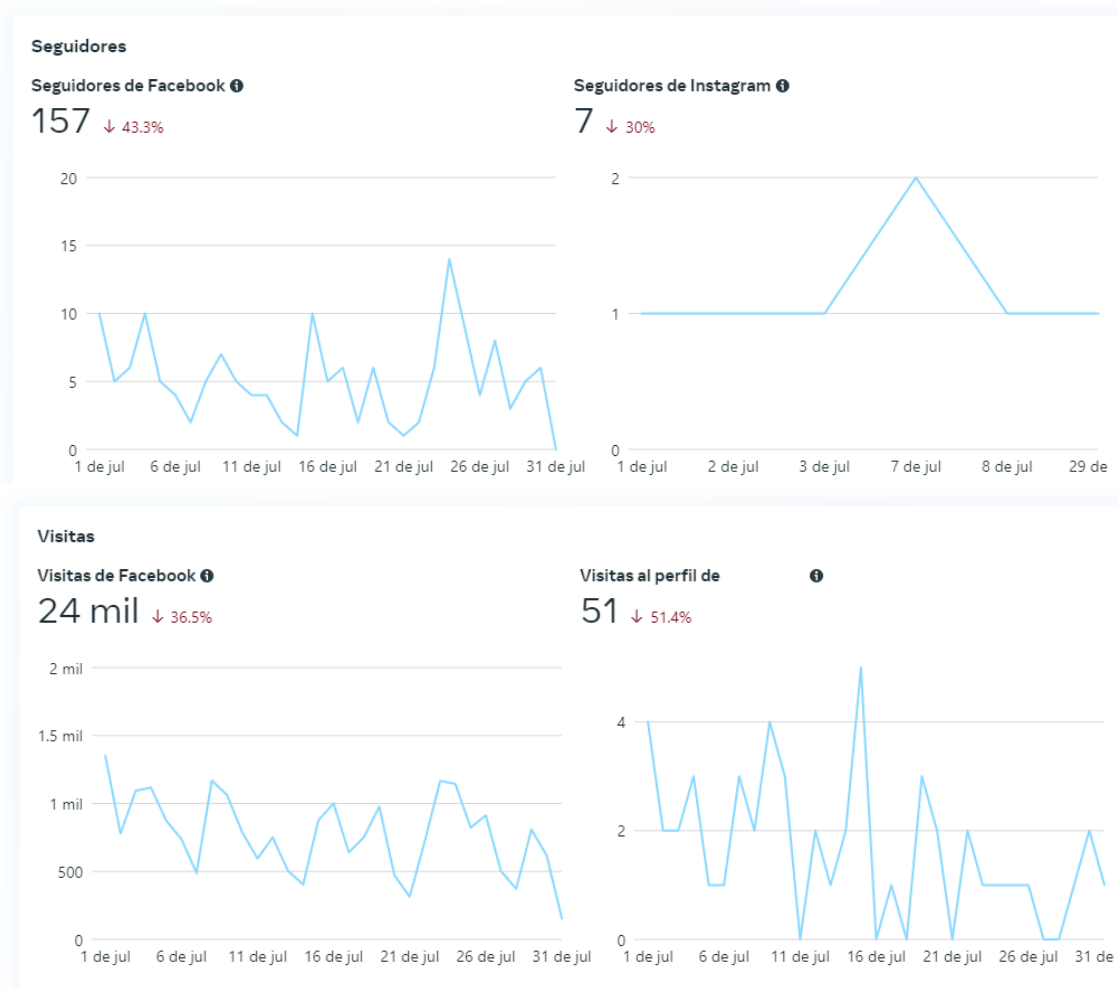 Seguidores
Seguidores de Facebook
157 ↓ 43.3%
20
15
10
5
0
1 de jul 6 de jul 11 de jul 16 de jul 21 de jul 26 de jul 31 de jul
Seguidores de Instagram
7 ↓ 30%
2
1
0
1 de jul 2 de jul 3 de jul 7 de jul 8 de jul 29 de
Visitas
Visitas de Facebook
24 mil ↓ 36.5%
2 mil
1.5 mil
1 mil
500
0
1 de jul 6 de jul 11 de jul 16 de jul 21 de jul 26 de jul 31 de jul
Visitas al perfil de
51 ↓ 51.4%
4
2
0
1 de jul 6 de jul 11 de jul 16 de jul 21 de jul 26 de jul 31 de